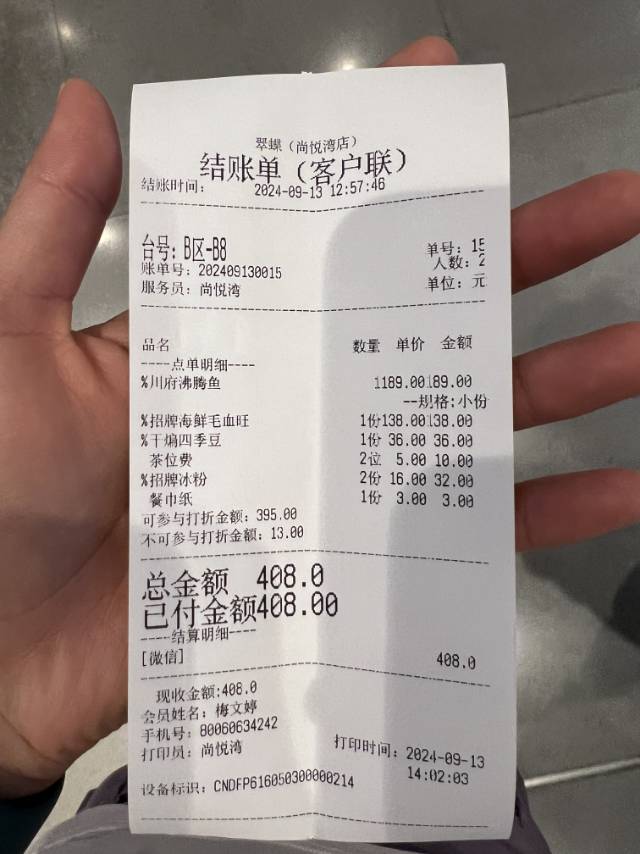 翠蝶（尚悦湾店）
结账单（客户联）
结账时间： 2024-09-13 12:57:46
台号：B区-B8 单号：15
账单号：202409130015 人数：2
服务员：尚悦湾 单位：元
品名 数量 单价 金额
----点单明细----
%川府沸腾鱼 1189.00189.00
--规格:小份
%招牌海鲜毛血旺 1份138.00138.00
%干煸四季豆 1份 36.00 36.00
茶位费 2位 5.00 10.00
%招牌冰粉 2份 16.00 32.00
餐巾纸 1份 3.00 3.00
可参与打折金额：395.00
不可参与打折金额：13.00
总金额 408.0
已付金额408.00
----结算明细----
[微信] 408.0
现收金额:408.0
会员姓名：梅文婷
手机号：80060634242
打印员：尚悦湾 打印时间：2024-09-13
14:02:03
设备标识：CNDFP616050300000214